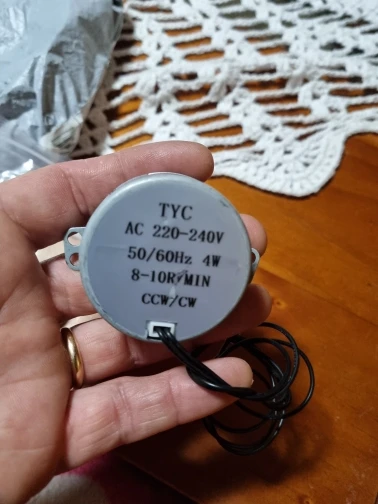 TYC
AC 220-240V
50/60Hz 4W
8-10R/MIN
CCW/CW